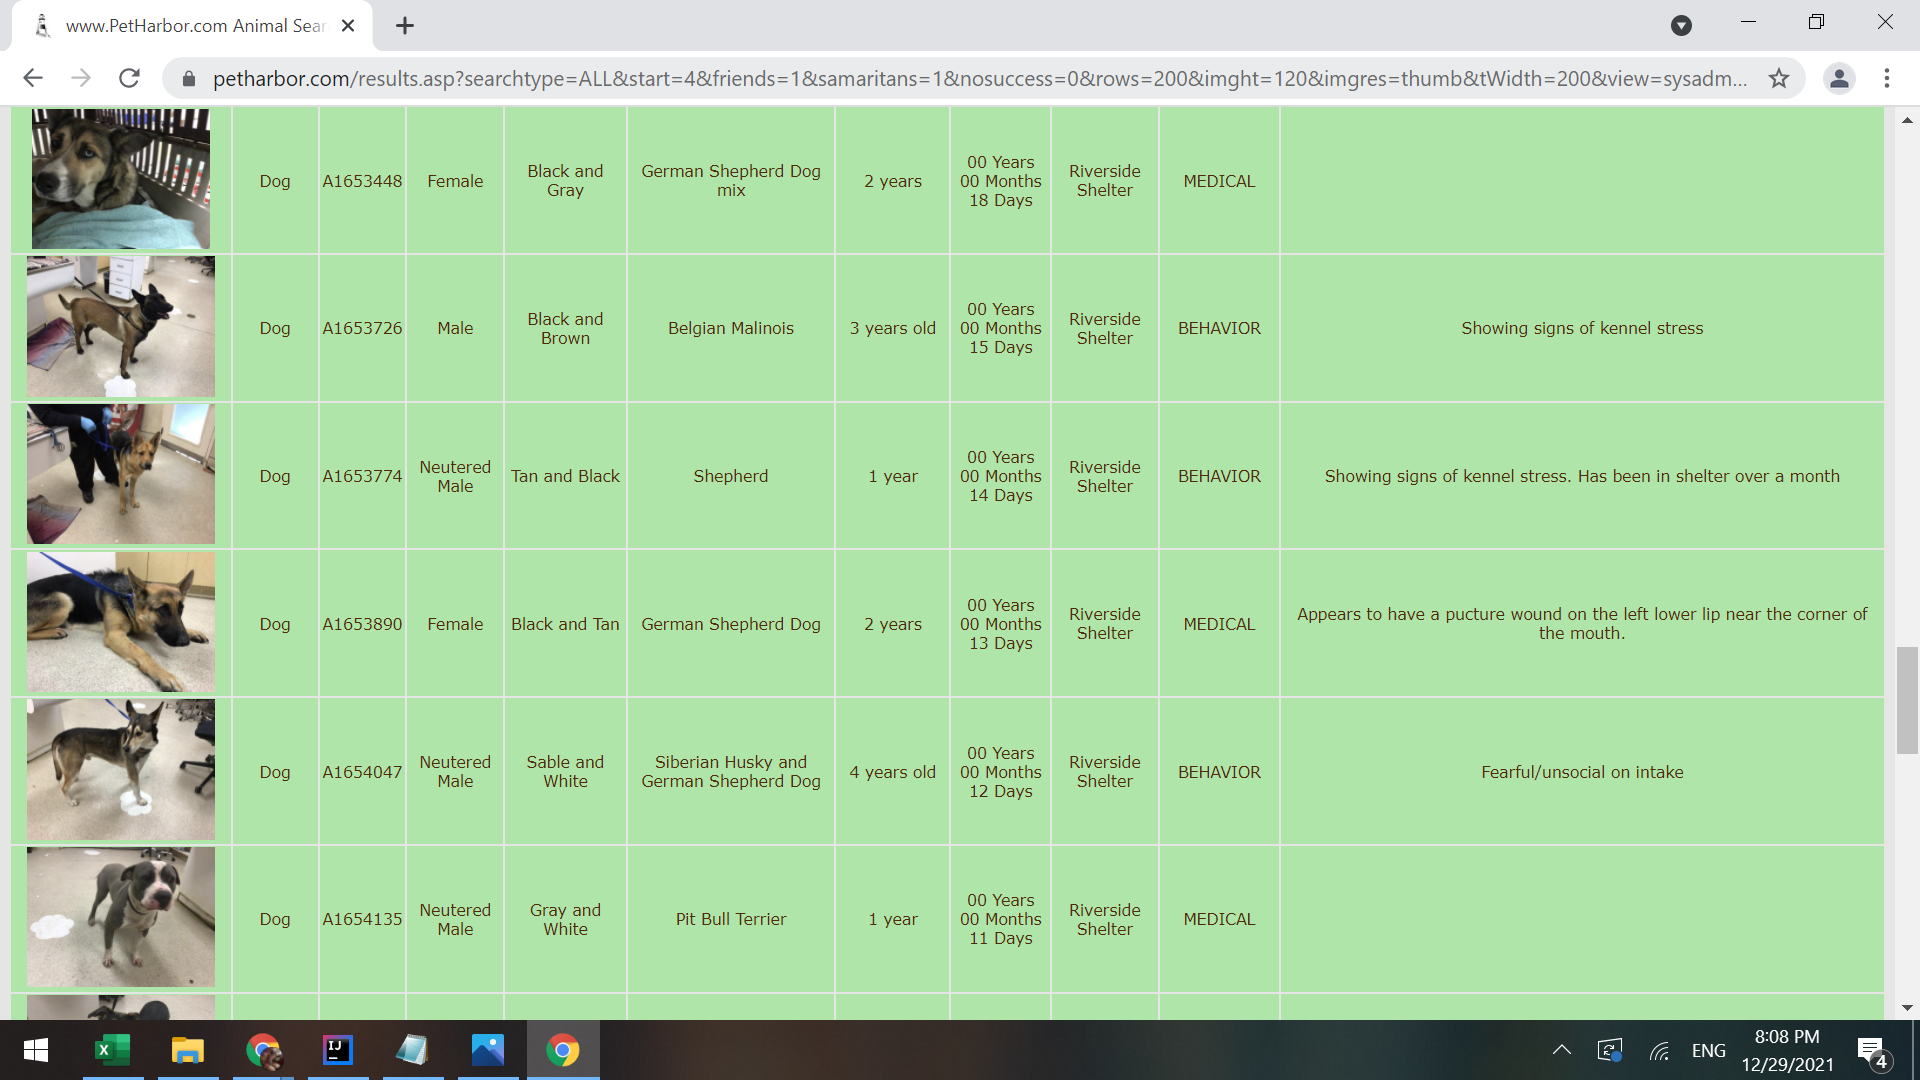 www.PetHarbor.com Animal Sear
petharbor.com/results.asp?searchtype=ALL&start=4&friends=1&samaritans=1&nosuccess=0&rows=200&imght=120&imgres=thumb&tWidth=200&view=sysadm...
Dog
A1653448
Female
Black and
Gray
German Shepherd Dog
mix
2 years
00 Years
00 Months
18 Days
Riverside
Shelter
MEDICAL
Dog
A1653726
Male
Black and
Brown
Belgian Malinois
3 years old
00 Years
00 Months
15 Days
Riverside
Shelter
BEHAVIOR
Showing signs of kennel stress
Dog
A1653774
Neutered
Male
Tan and Black
Shepherd
1 year
00 Years
00 Months
14 Days
Riverside
Shelter
BEHAVIOR
Showing signs of kennel stress. Has been in shelter over a month
Dog
A1653890
Female
Black and Tan
German Shepherd Dog
2 years
00 Years
00 Months
13 Days
Riverside
Shelter
MEDICAL
Appears to have a pucture wound on the left lower lip near the corner of
the mouth.
Dog
A1654047
Neutered
Male
Sable and
White
Siberian Husky and
German Shepherd Dog
4 years old
00 Years
00 Months
12 Days
Riverside
Shelter
BEHAVIOR
Fearful/unsocial on intake
Dog
A1654135
Neutered
Male
Gray and
White
Pit Bull Terrier
1 year
00 Years
00 Months
11 Days
Riverside
Shelter
MEDICAL
X
IJ
ENG
8:08 PM
12/29/2021
4